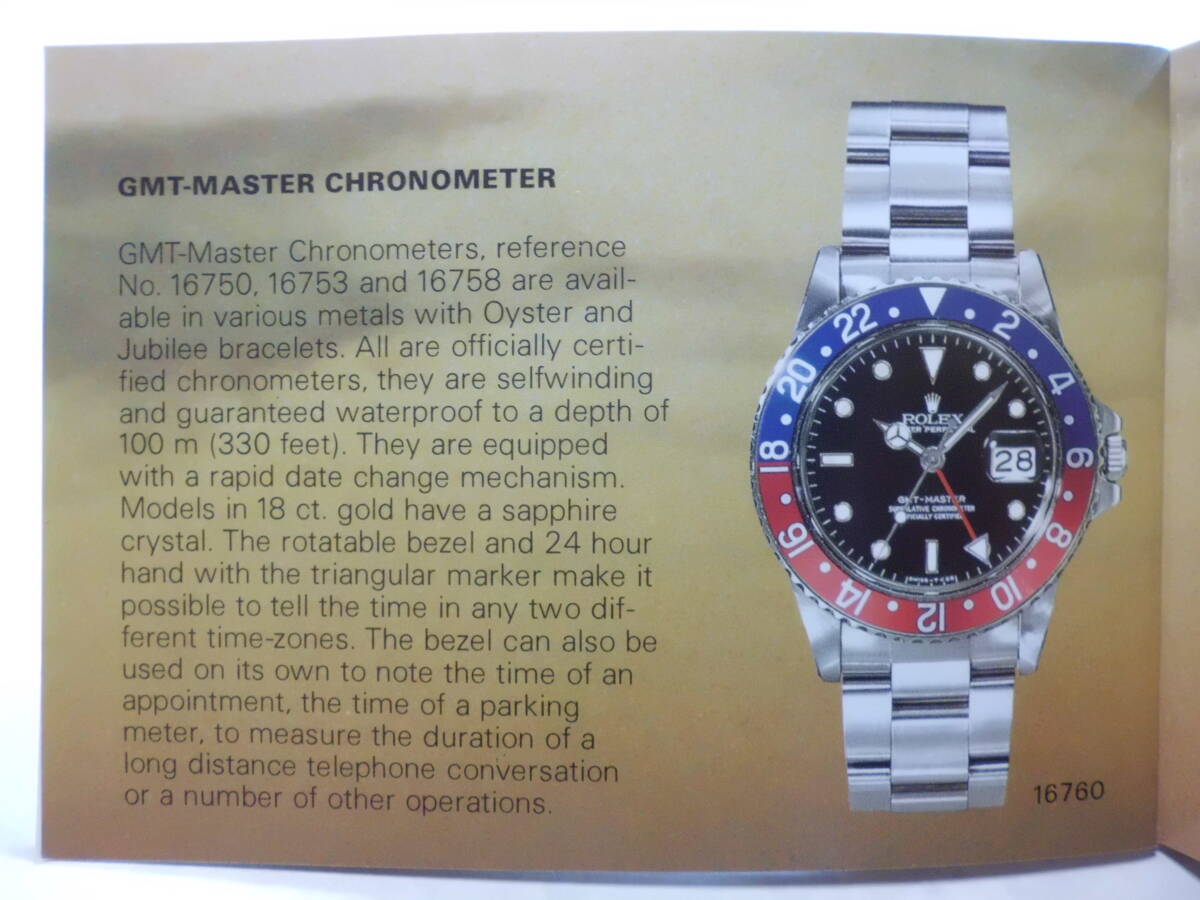 GMT-MASTER CHRONOMETER
GMT-Master Chronometers, reference
No. 16750, 16753 and 16758 are avail-
able in various metals with Oyster and
Jubilee bracelets. All are officially certi-
fied chronometers, they are selfwinding
and guaranteed waterproof to a depth of
100 m (330 feet). They are equipped
with a rapid date change mechanism.
Models in 18 ct. gold have a sapphire
crystal. The rotatable bezel and 24 hour
hand with the triangular marker make it
possible to tell the time in any two dif-
ferent time-zones. The bezel can also be
used on its own to note the time of an
appointment, the time of a parking
meter, to measure the duration of a
long distance telephone conversation
or a number of other operations.
2
4
6
8
10
12
14
16
18
20
22
ROLEX
28
GMT-MASTER
SUPERLATIVE CHRONOMETER
OFFICIALLY CERTIFIED
16760